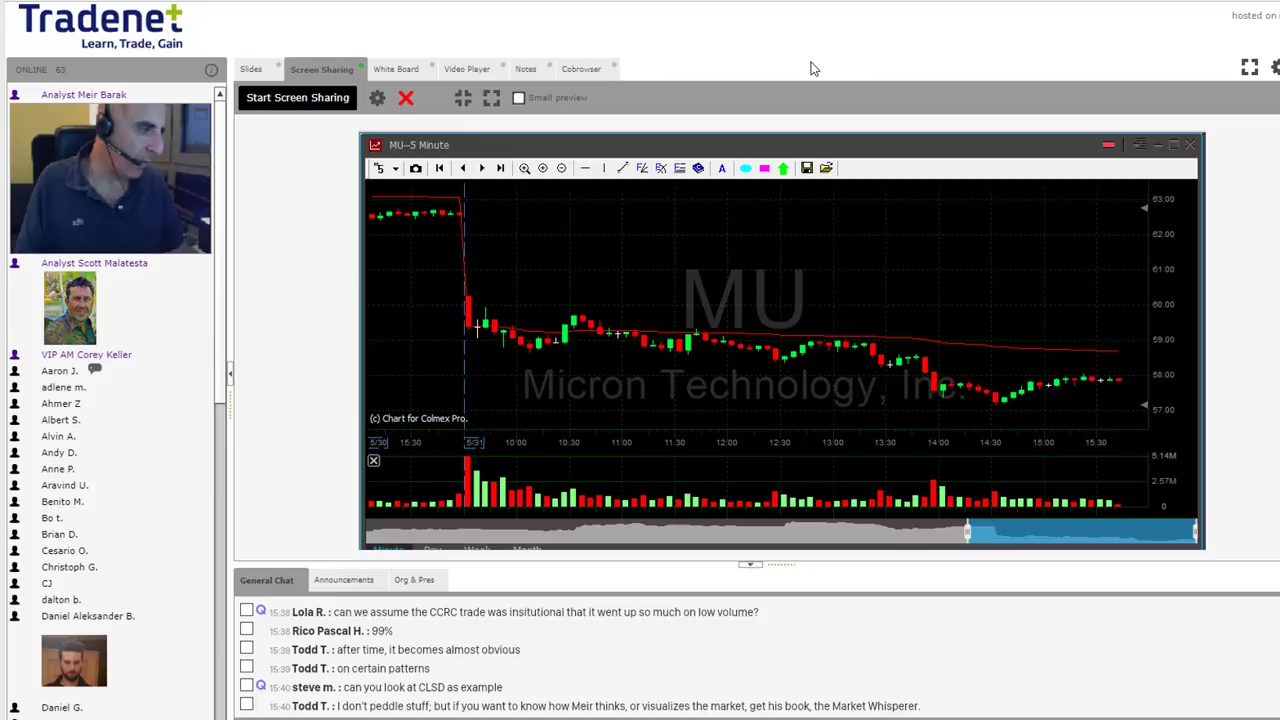 Tradenet
Learn, Trade, Gain
hosted on
ONLINE 63
Analyst Meir Barak
Analyst Scott Malatesta
VIP AM Corey Keller
Aaron J.
adlene m.
Ahmer Z
Albert S.
Alvin A.
Andy D.
Anne P.
Aravind U.
Benito M.
Bo t.
Brian D.
Cesario O.
Christoph G.
CJ
dalton b.
Daniel Aleksander B.
Daniel G.
Slides Screen Sharing White Board Video Player Notes Cobrowser
Start Screen Sharing Small preview
MU-5 Minute
5 A
63.00
62.00
61.00
60.00
59.00
58.00
57.00
MU
Micron Technology, Inc.
(c) Chart for Colmex Pro.
5/30 15:30 5/31 10:00 10:30 11:00 11:30 12:00 12:30 13:00 13:30 14:00 14:30 15:00 15:30
5.14M
2.57M
0
Minute Day Week Month
General Chat Announcements Org & Pres
15:38 Lola R. : can we assume the CCRC trade was insitutional that it went up so much on low volume?
15:38 Rico Pascal H. : 99%
15:39 Todd T. : after time, it becomes almost obvious
15:39 Todd T. : on certain patterns
15:40 steve m. : can you look at CLSD as example
15:40 Todd T. : I don't peddle stuff; but if you want to know how Meir thinks, or visualizes the market, get his book, the Market Whisperer.